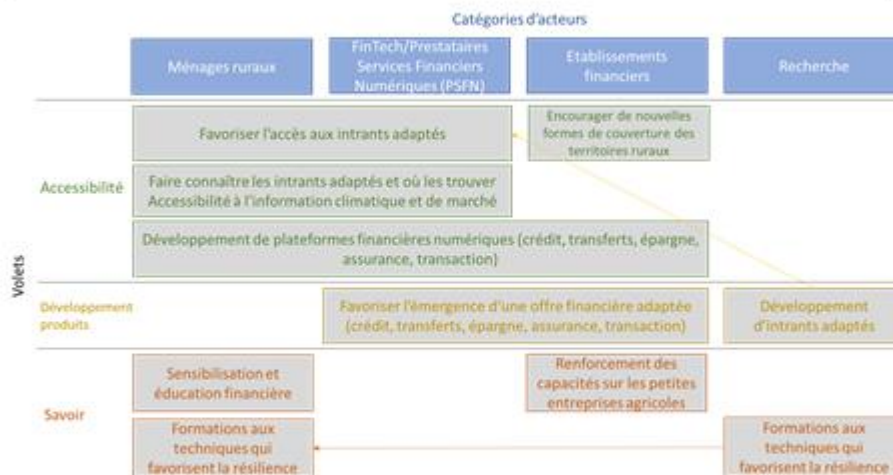 Catégories d'acteurs
Ménages ruraux
FinTech/Prestataires
Services Financiers
Numériques (PSFN)
Etablissements
financiers
Recherche
Volets
Accessibilité
Favoriser l'accès aux intrants adaptés
Encourager de nouvelles
formes de couverture des
territoires ruraux
Faire connaître les intrants adaptés et où les trouver
Accessibilité à l'information climatique et de marché
Développement de plateformes financières numériques (crédit, transferts, épargne,
assurance, transaction)
Développement
produits
Favoriser l'émergence d'une offre financière adaptée
(crédit, transferts, épargne, assurance, transaction)
Développement
d'intrants adaptés
Savoir
Sensibilisation et
éducation financière
Renforcement des
capacités sur les petites
entreprises agricoles
Formations aux
techniques qui
favorisent la résilience
Formations aux
techniques qui
favorisent la résilience